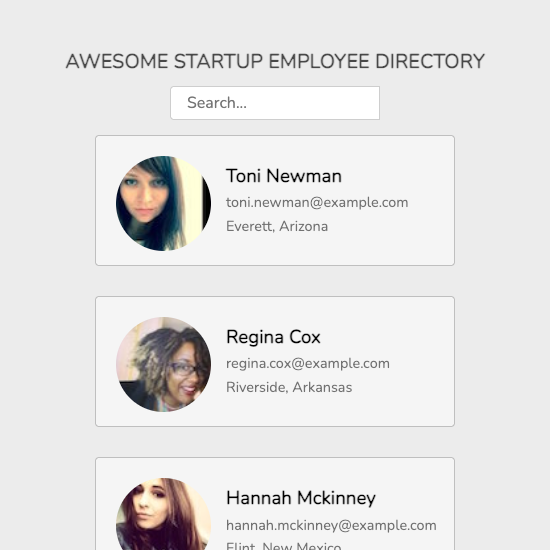 AWESOME STARTUP EMPLOYEE DIRECTORY
Search...
Toni Newman
toni.newman@example.com
Everett, Arizona
Regina Cox
regina.cox@example.com
Riverside, Arkansas
Hannah Mckinney
hannah.mckinney@example.com
Flint, New Mexico